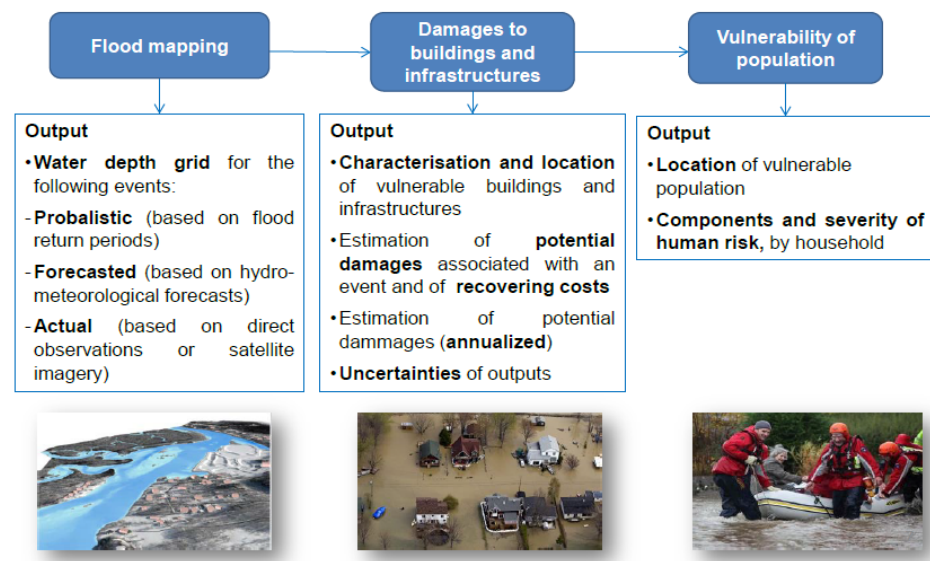 Flood mapping
Damages to
buildings and
infrastructures
Vulnerability of
population
Output
•Water depth grid for the
following events:
- Probalistic (based on flood
return periods)
- Forecasted (based on hydro-
meteorological forecasts)
- Actual (based on direct
observations or satellite
imagery)
Output
•Characterisation and location
of vulnerable buildings and
infrastructures
•Estimation of potential
damages associated with an
event and of recovering costs
•Estimation of potential
dammages (annualized)
•Uncertainties of outputs
Output
•Location of vulnerable
population
•Components and severity of
human risk, by household